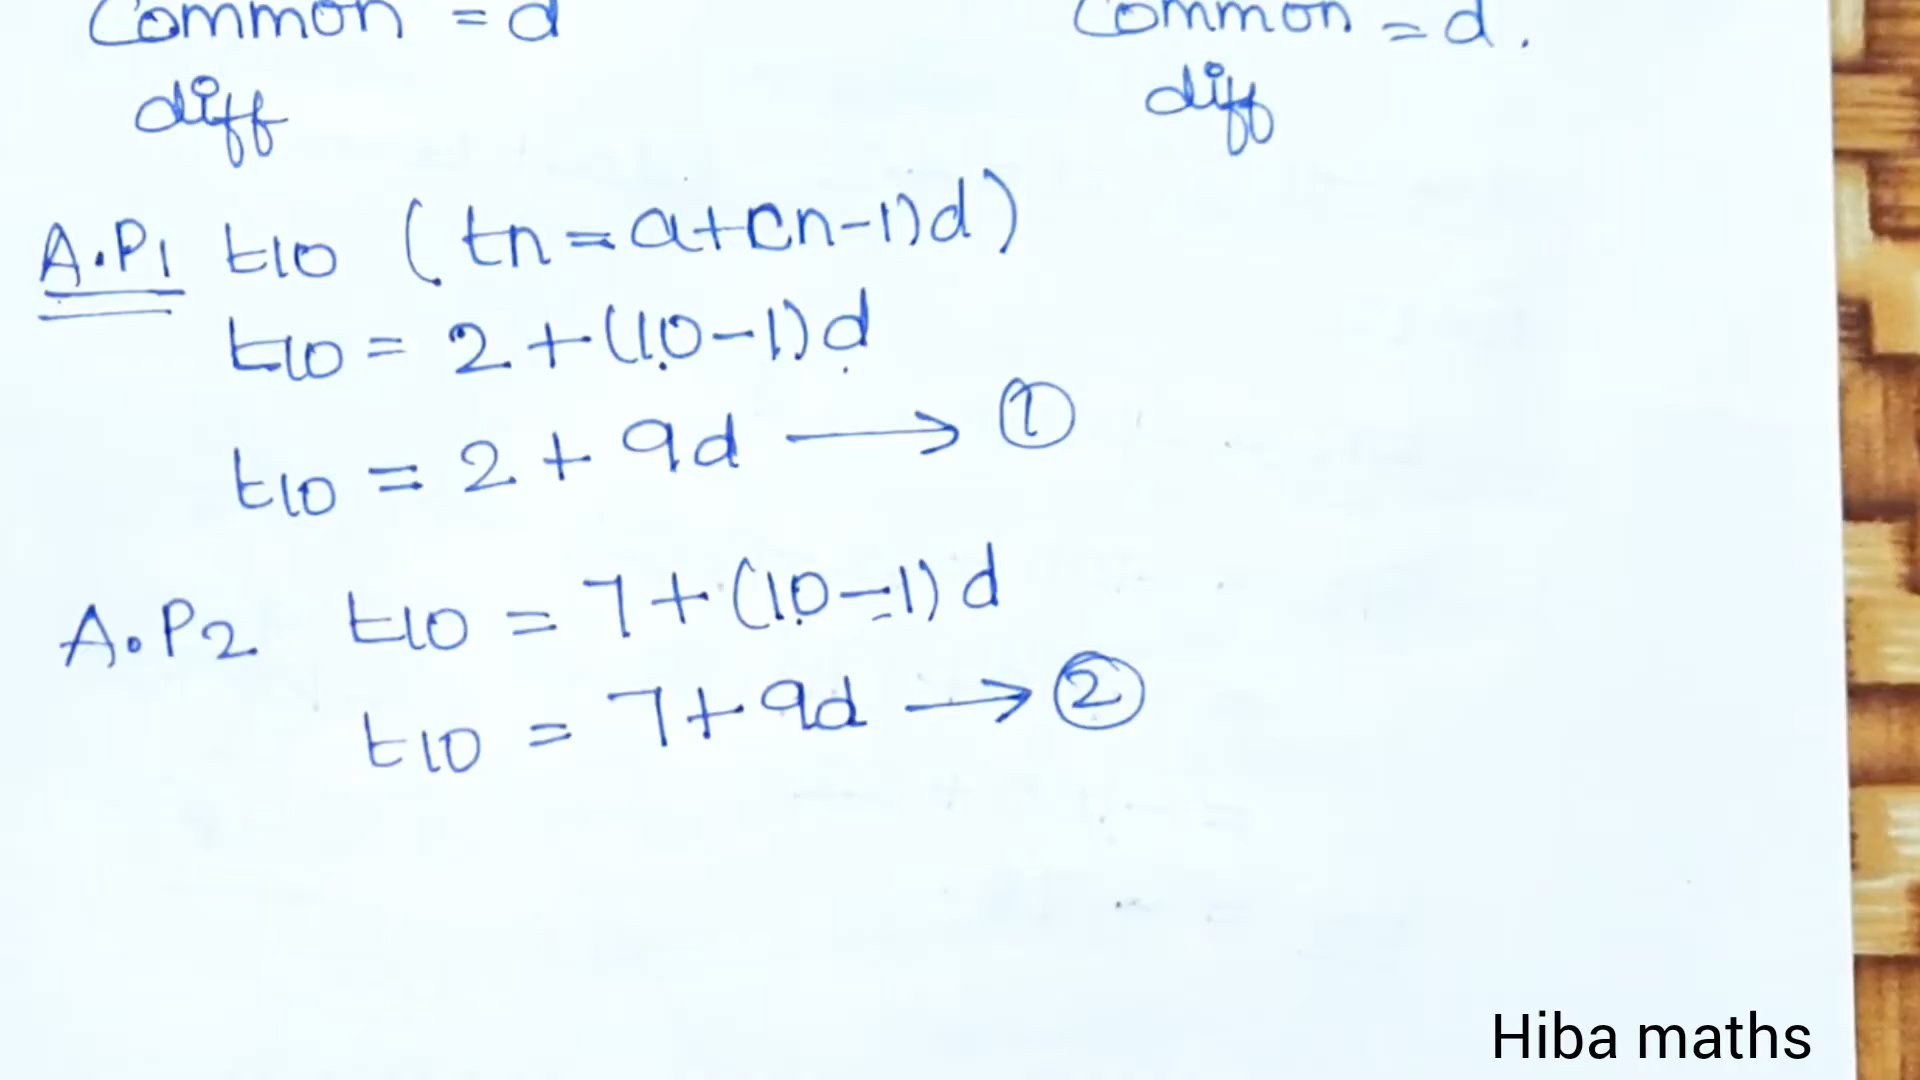 Common = d
diff
Common = d.
diff
A.P1 t10 (tn = a+(n-1)d)
t10 = 2 + (10-1)d
t10 = 2 + 9d → ①
A.P2 t10 = 7 + (10-1)d
t10 = 7 + 9d → ②
Hiba maths